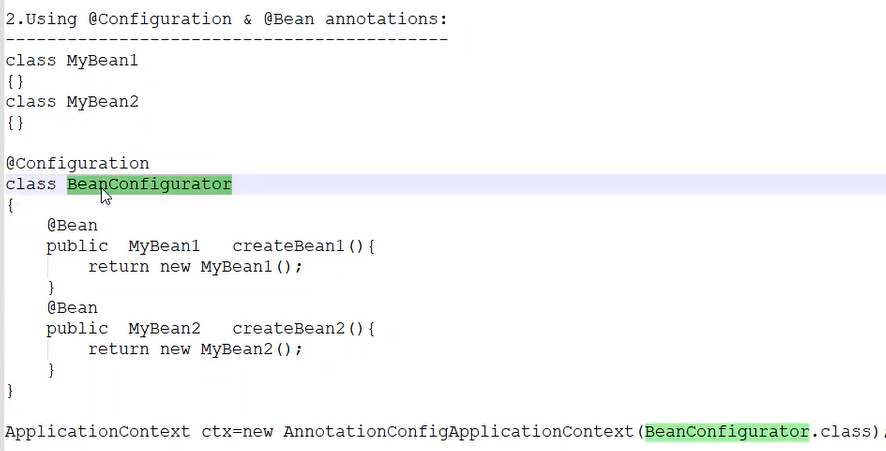 2.Using @Configuration & @Bean annotations:
-------------------------------------------
class MyBean1
{}
class MyBean2
{}
@Configuration
class BeanConfigurator
{
    @Bean
    public  MyBean1   createBean1(){
        return new MyBean1();
    }
    @Bean
    public  MyBean2   createBean2(){
        return new MyBean2();
    }
}
ApplicationContext ctx=new AnnotationConfigApplicationContext(BeanConfigurator.class);